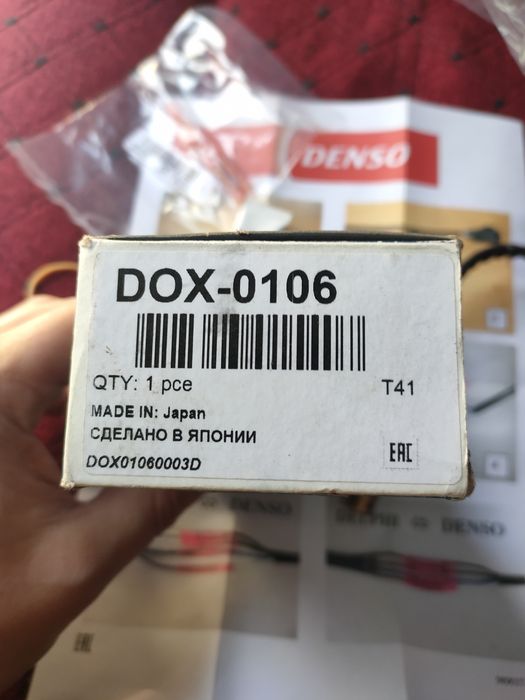 DENSO
DOX-0106
QTY: 1 pce
T41
MADE IN: Japan
СДЕЛАНО В ЯПОНИИ
EAC
DOX01060003D
DENSO
DENSO